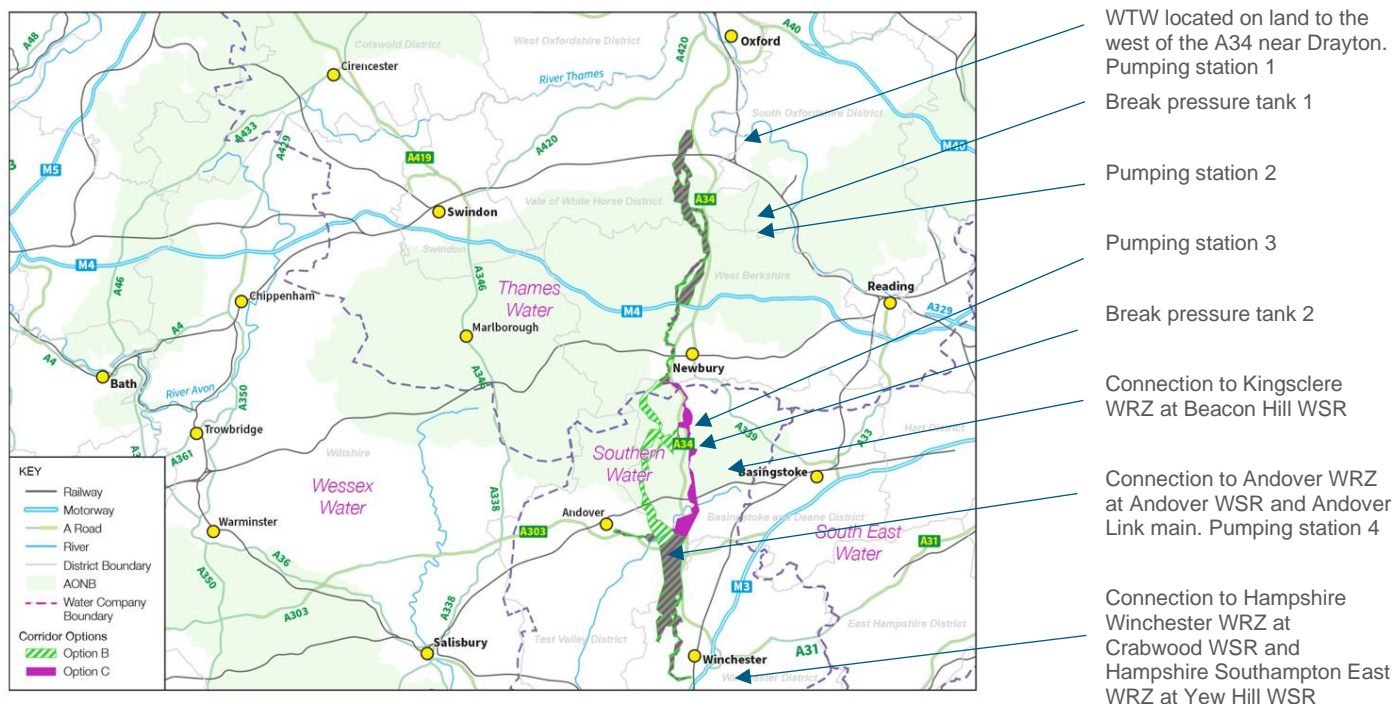 A48
Cotswold District
West Oxfordshire District
A420
Oxford
A40
Cirencester
River Thames
South Oxfordshire District
A433
A429
A419
A420
M40
M5
3
A34
Swindon
Vale of White Horse District
Swindon
M4
A46
A346
West Berkshire
Reading
Thames
Water
Chippenham
M4
A329
A4
Marlborough
A4
Newbury
Bath
A346
River Avon
A350
Trowbridge
A339
A33
Hart District
A34
A3
A361
Southern
Water
Basingstoke
Wiltshire
KEY
Railway
Motorway
A Road
River
District Boundary
AONB
Water Company
Boundary
Corridor Options
Option B
Option C
Wessex
Water
A338
Andover
Basingstoke and Deane District
Warminster
A303
South East
Water
A31
A36
A350
M3
A303
A338
Test Valley District
East Hampshire District
Salisbury
A31
Winchester
Winchester District
WTW located on land to the
west of the A34 near Drayton.
Pumping station 1
Break pressure tank 1
Pumping station 2
Pumping station 3
Break pressure tank 2
Connection to Kingsclere
WRZ at Beacon Hill WSR
Connection to Andover WRZ
at Andover WSR and Andover
Link main. Pumping station 4
Connection to Hampshire
Winchester WRZ at
Crabwood WSR and
Hampshire Southampton East
WRZ at Yew Hill WSR